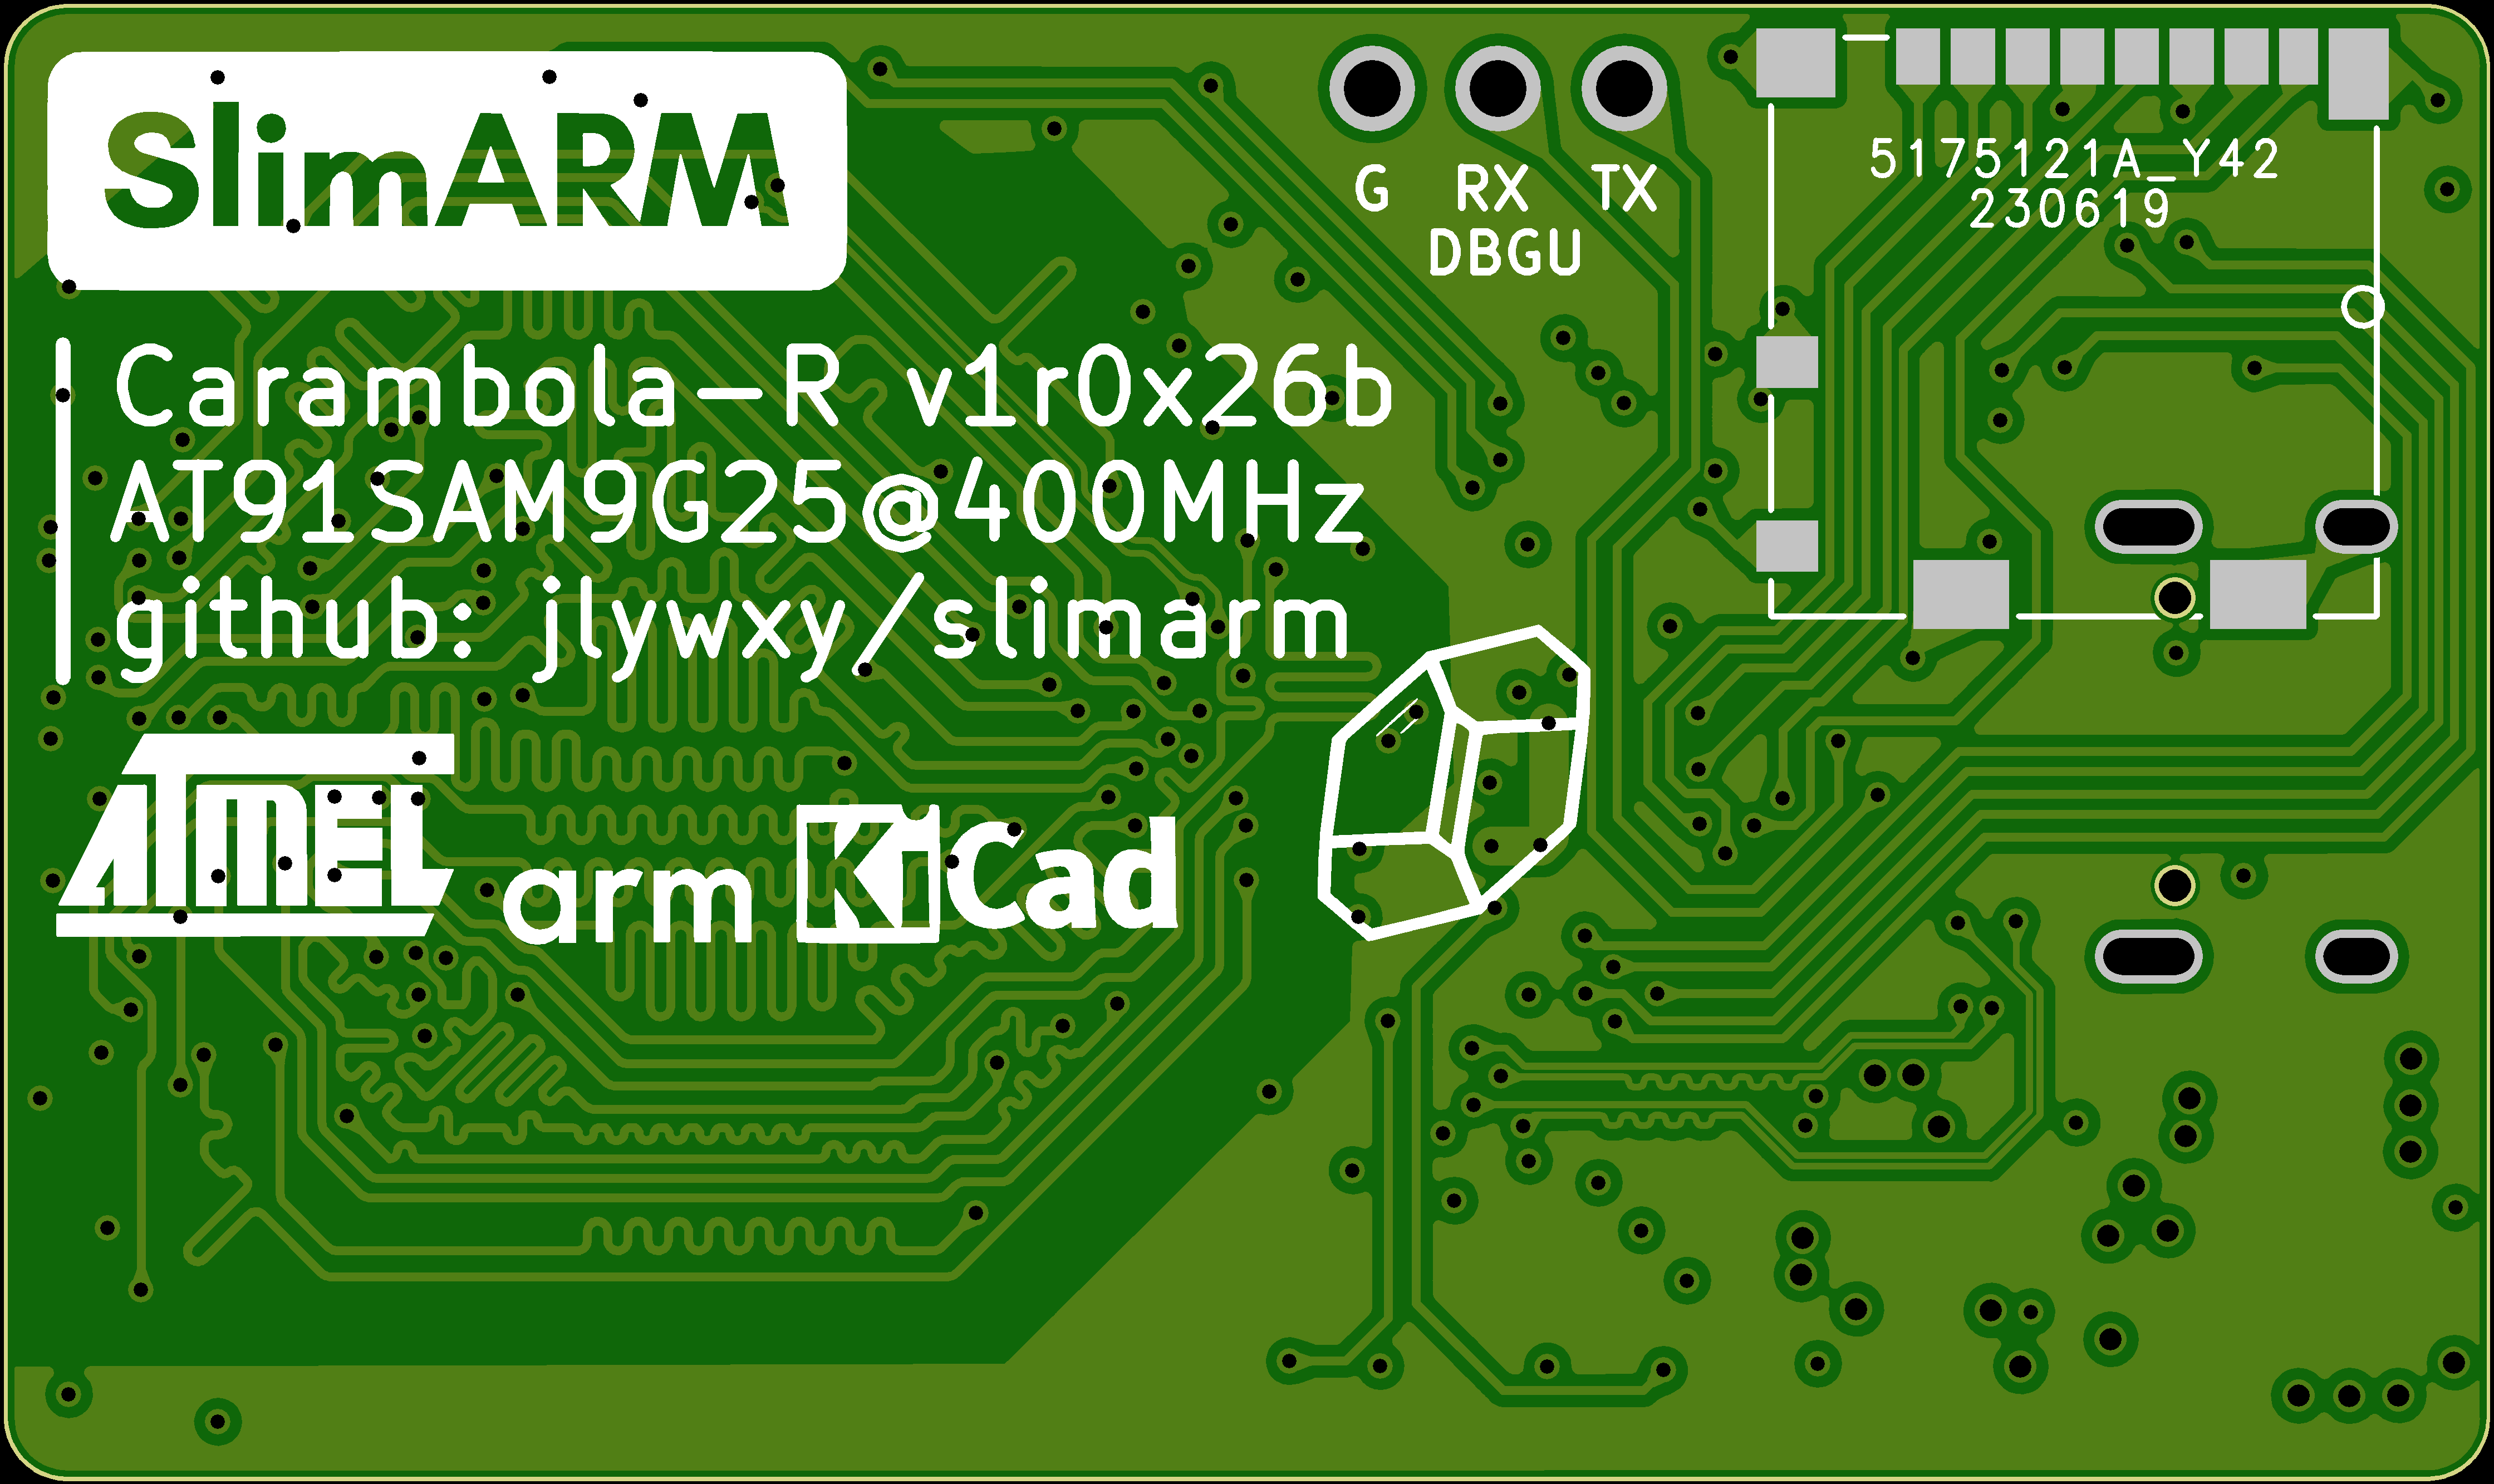 SlimARM
G RX TX
DBGU
5175121A_Y42
230619
Carambola-R v1r0x26b
AT91SAM9G25@400MHz
github: jlywxy/slimarm
ATMEL
arm KiCad